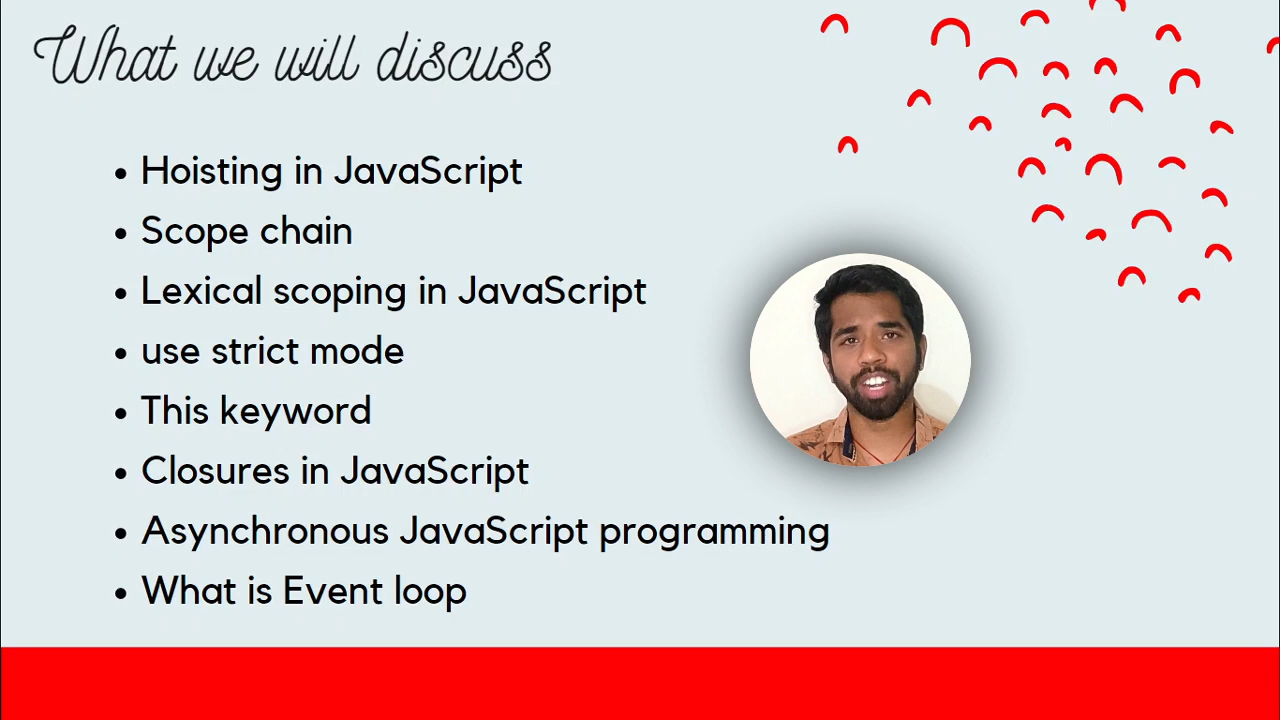 What we will discuss
• Hoisting in JavaScript
• Scope chain
• Lexical scoping in JavaScript
• use strict mode
• This keyword
• Closures in JavaScript
• Asynchronous JavaScript programming
• What is Event loop